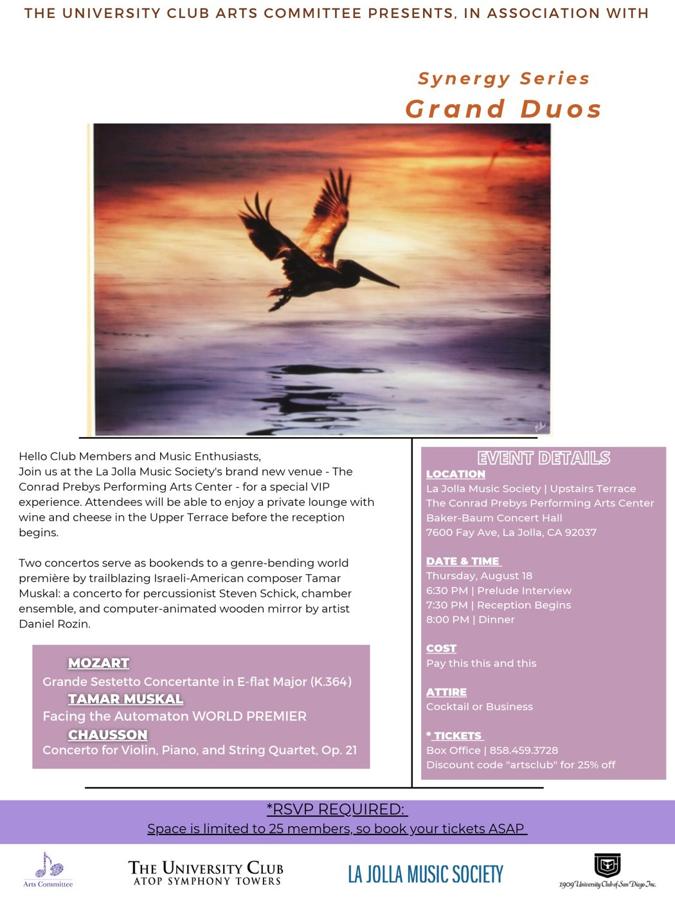 THE UNIVERSITY CLUB ARTS COMMITTEE PRESENTS, IN ASSOCIATION WITH
Synergy Series
Grand Duos
Hello Club Members and Music Enthusiasts,
Join us at the La Jolla Music Society's brand new venue - The
Conrad Prebys Performing Arts Center - for a special VIP
experience. Attendees will be able to enjoy a private lounge with
wine and cheese in the Upper Terrace before the reception
begins.
Two concertos serve as bookends to a genre-bending world
première by trailblazing Israeli-American composer Tamar
Muskal: a concerto for percussionist Steven Schick, chamber
ensemble, and computer-animated wooden mirror by artist
Daniel Rozin.
MOZART
Grande Sestetto Concertante in E-flat Major (K.364)
TAMAR MUSKAL
Facing the Automaton WORLD PREMIER
CHAUSSON
Concerto for Violin, Piano, and String Quartet, Op. 21
EVENT DETAILS
LOCATION
La Jolla Music Society | Upstairs Terrace
The Conrad Prebys Performing Arts Center
Baker-Baum Concert Hall
7600 Fay Ave, La Jolla, CA 92037
DATE & TIME
Thursday, August 18
6:30 PM | Prelude Interview
7:30 PM | Reception Begins
8:00 PM | Dinner
COST
Pay this this and this
ATTIRE
Cocktail or Business
* TICKETS
Box Office | 858.459.3728
Discount code "artsclub" for 25% off
*RSVP REQUIRED:
Space is limited to 25 members, so book your tickets ASAP
Arts Committee
THE UNIVERSITY CLUB
ATOP SYMPHONY TOWERS
LA JOLLA MUSIC SOCIETY
1909 University Club of San Diego Inc.